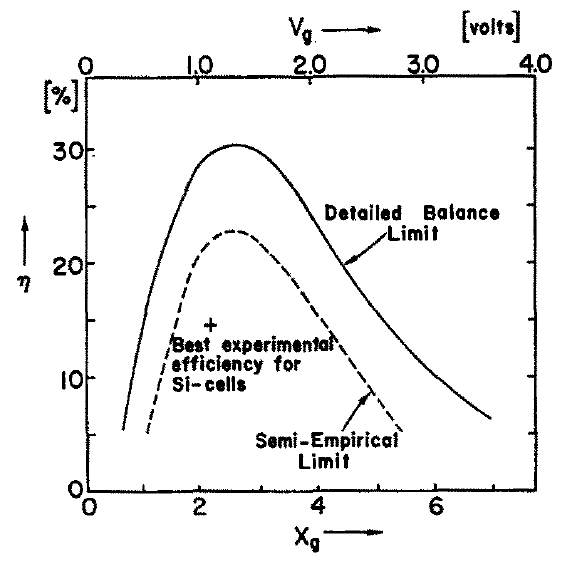 Vg [volts]
0 1.0 2.0 3.0 4.0
[%]
30
20
10
0
η
Detailed Balance
Limit
+
Best experimental
efficiency for
Si-cells
Semi-Empirical
Limit
0 2 4 6
Xg